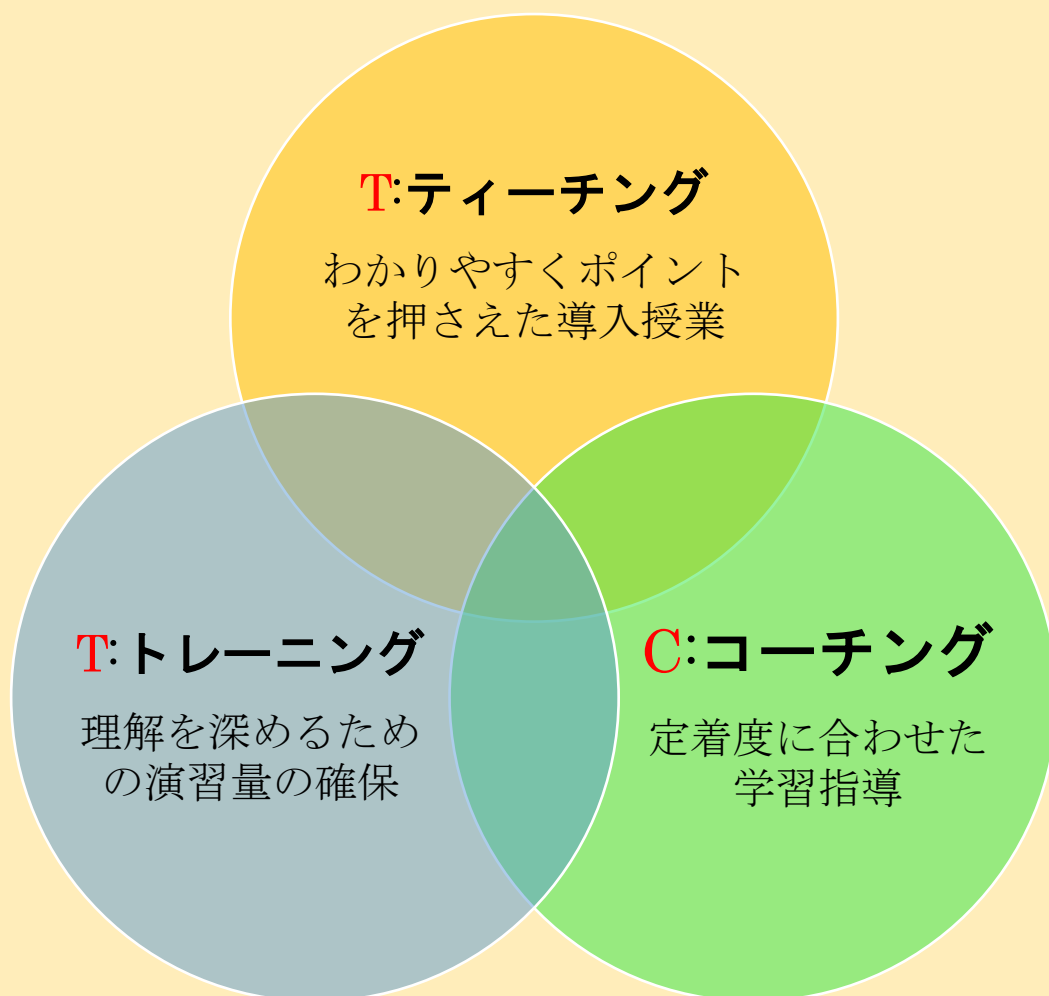 T:ティーチング
わかりやすくポイント
を押さえた導入授業
T:トレーニング
理解を深めるため
の演習量の確保
C:コーチング
定着度に合わせた
学習指導